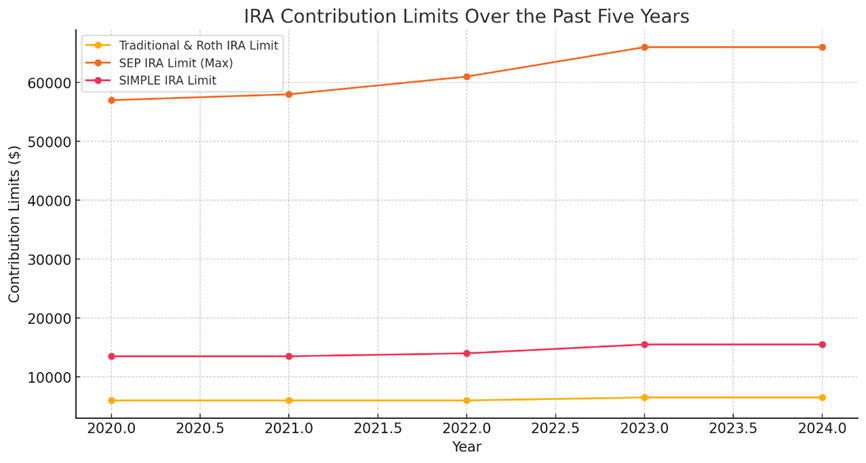 IRA Contribution Limits Over the Past Five Years
Traditional & Roth IRA Limit
SEP IRA Limit (Max)
SIMPLE IRA Limit
Contribution Limits ($)
60000
50000
40000
30000
20000
10000
2020.0 2020.5 2021.0 2021.5 2022.0 2022.5 2023.0 2023.5 2024.0
Year